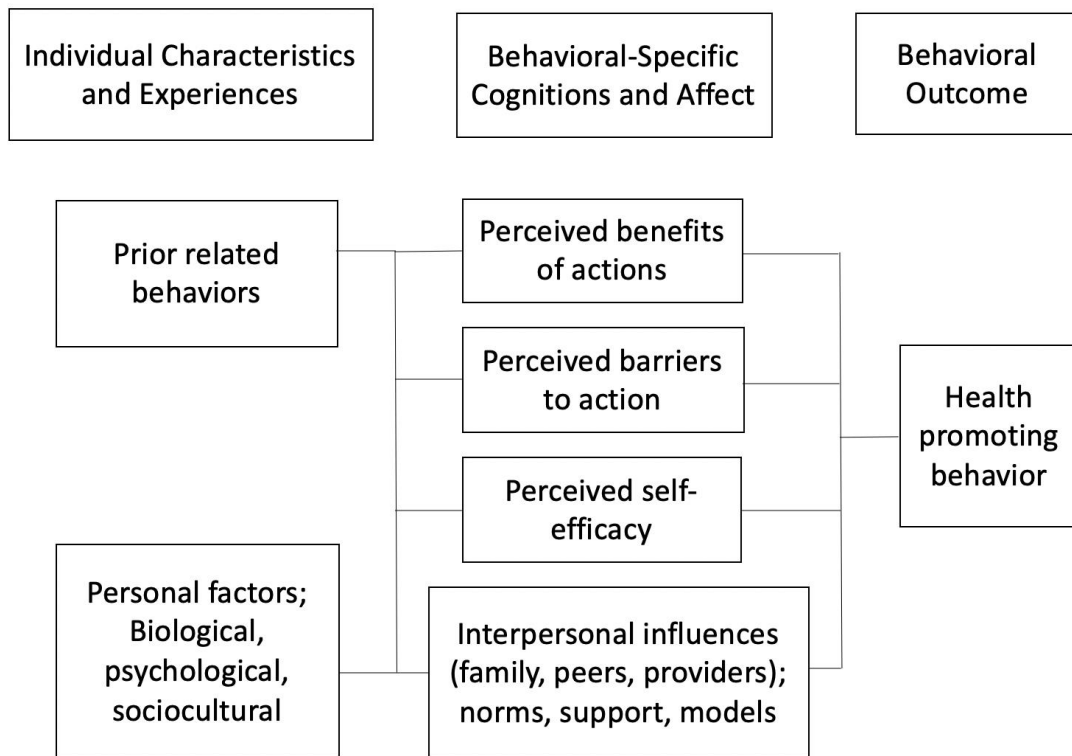 Individual Characteristics
and Experiences
Behavioral-Specific
Cognitions and Affect
Behavioral
Outcome
Prior related
behaviors
Perceived benefits
of actions
Perceived barriers
to action
Perceived self-
efficacy
Health
promoting
behavior
Personal factors;
Biological,
psychological,
sociocultural
Interpersonal influences
(family, peers, providers);
norms, support, models